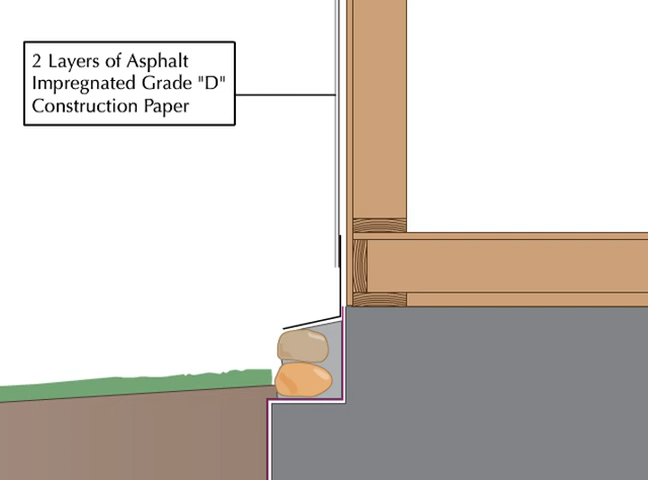 2 Layers of Asphalt
Impregnated Grade "D"
Construction Paper